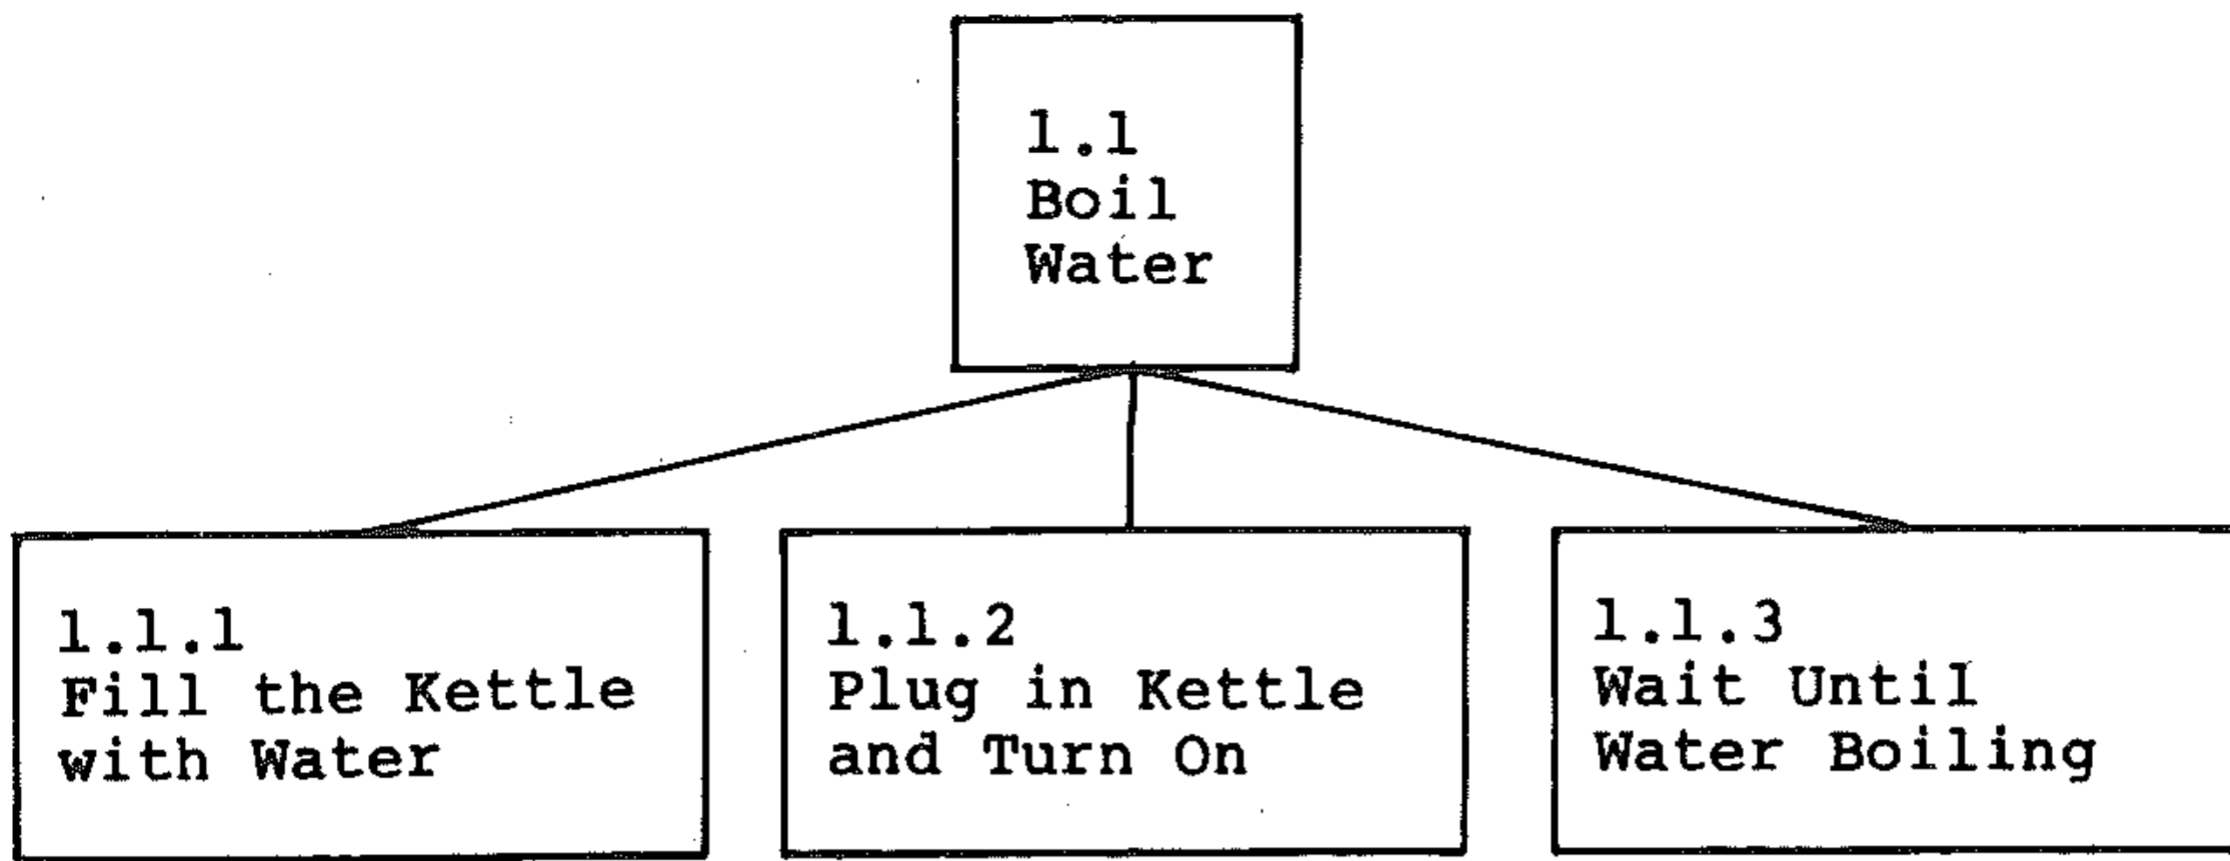 1.1
Boil
Water
1.1.1
Fill the Kettle
with Water
1.1.2
Plug in Kettle
and Turn On
1.1.3
Wait Until
Water Boiling